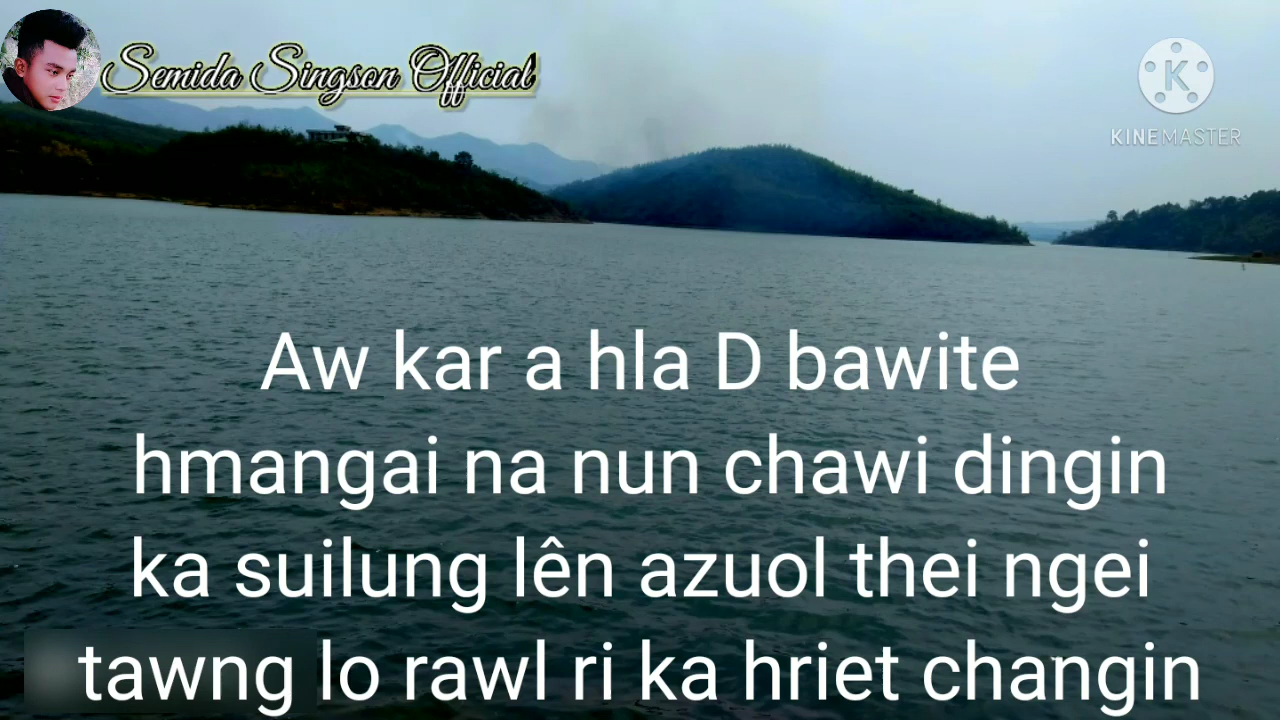 Semida Singson Official
KINEMASTER
Aw kar a hla D bawite
hmangai na nun chawi dingin
ka suilung lên azuol thei ngei
tawng lo rawl ri ka hriet changin